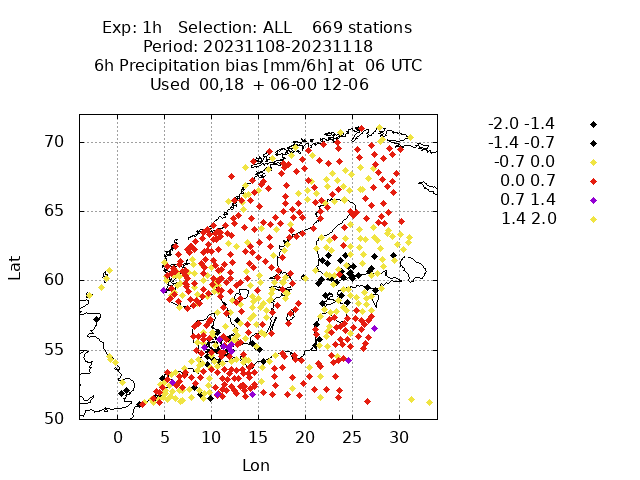 Exp: 1h Selection: ALL 669 stations
Period: 20231108-20231118
6h Precipitation bias [mm/6h] at 06 UTC
Used 00,18 + 06-00 12-06
-2.0 -1.4
-1.4 -0.7
-0.7 0.0
0.0 0.7
0.7 1.4
1.4 2.0
70
65
60
55
50
Lat
0 5 10 15 20 25 30
Lon